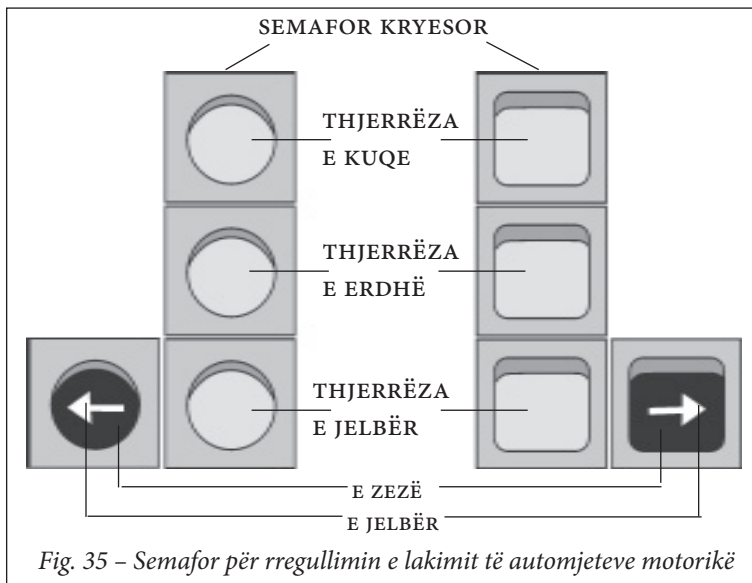 SEMAFOR KRYESOR
THJERRËZA
E KUQE
THJERRËZA
E ERDHË
THJERRËZA
E JELBËR
E ZEZË
E JELBËR
Fig. 35 – Semafor për rregullimin e lakimit të automjeteve motorikë